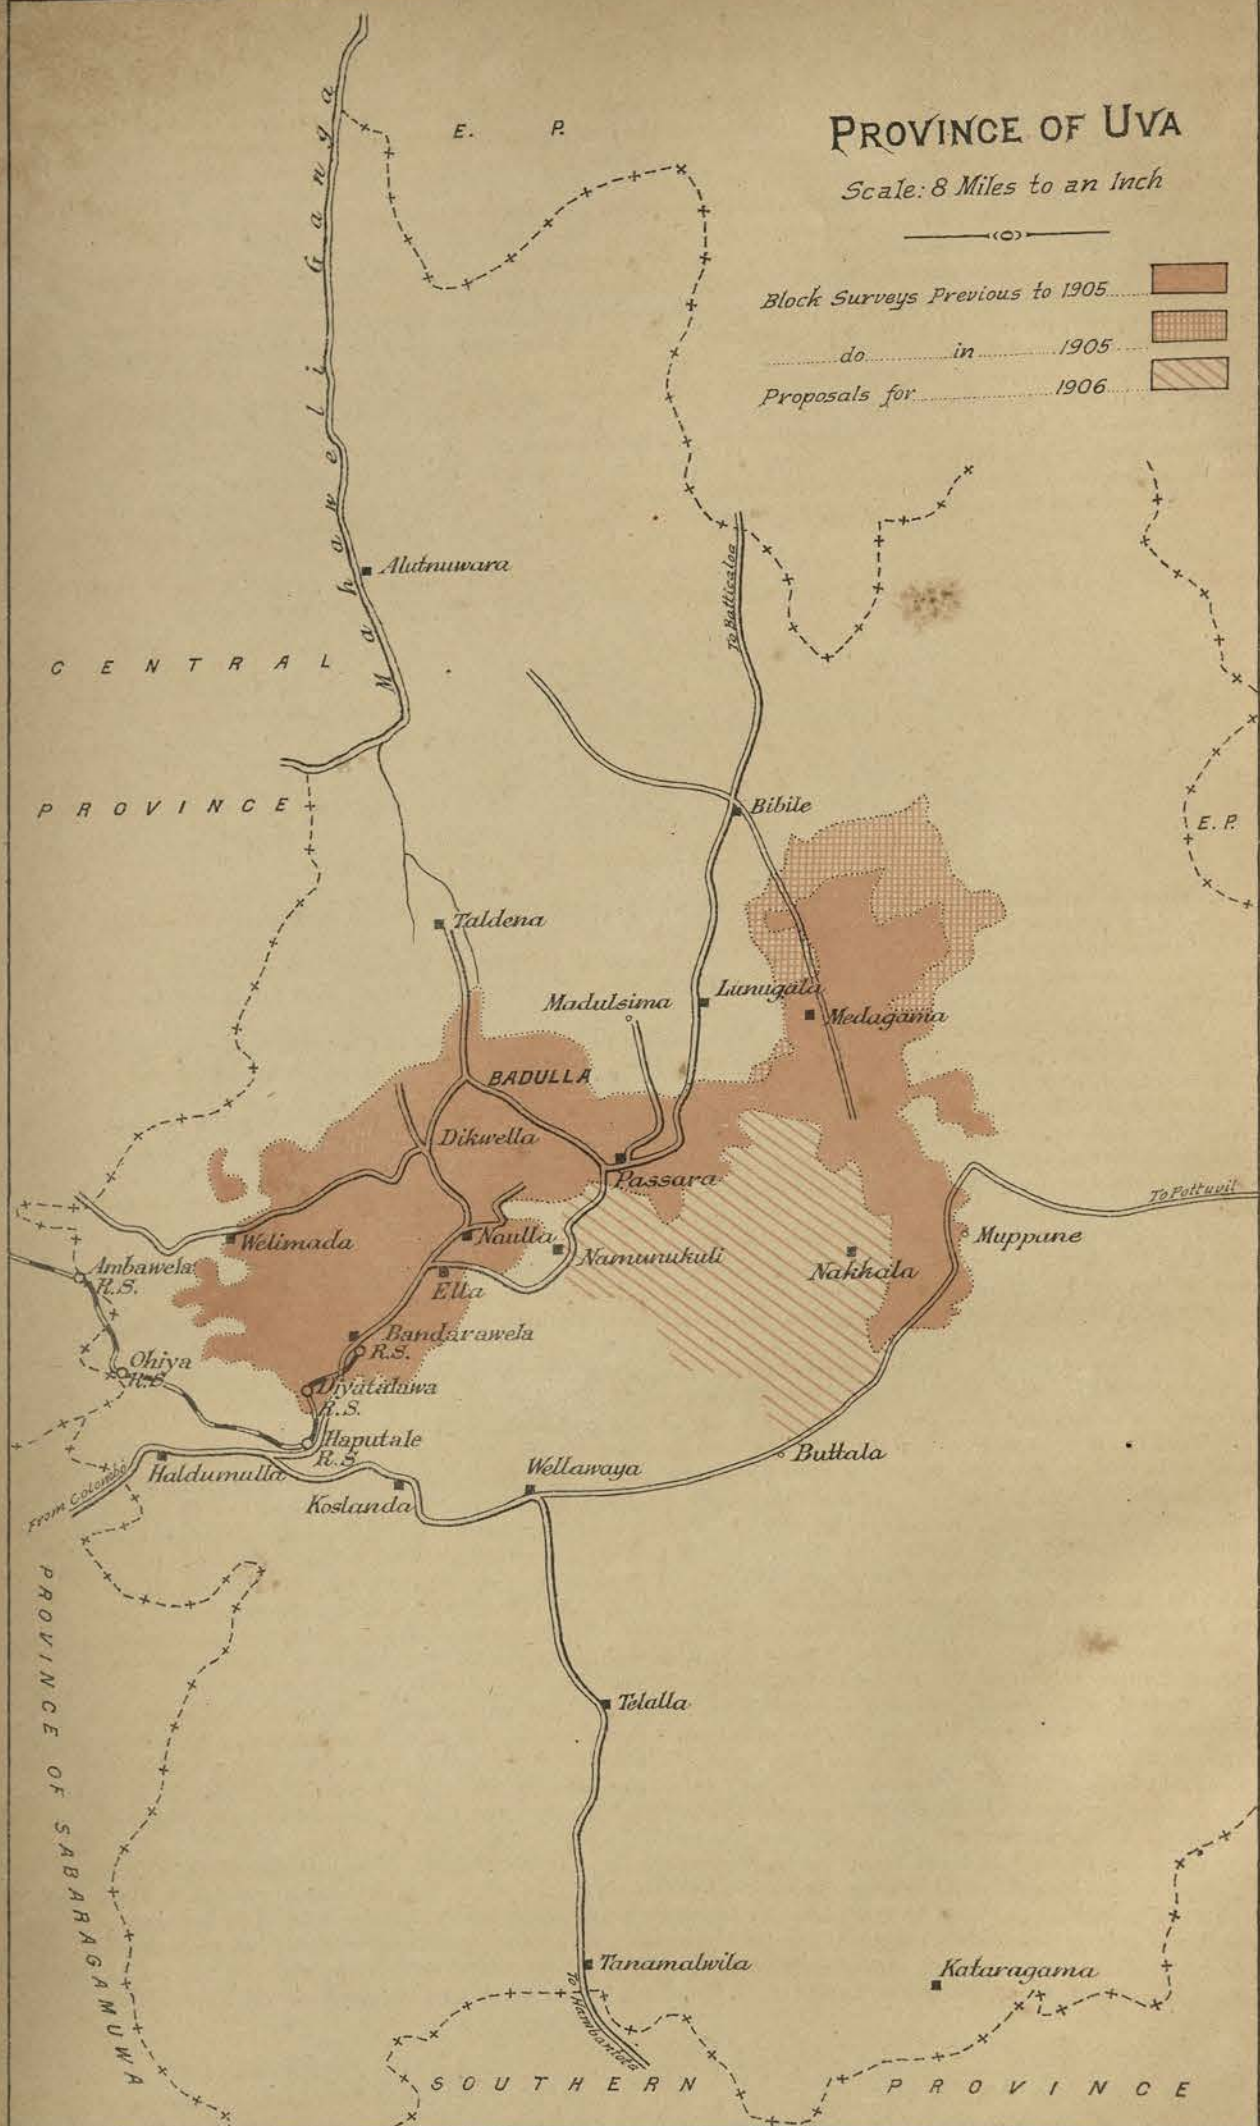 PROVINCE OF UVA
Scale: 8 Miles to an Inch
Block Surveys Previous to 1905
do in 1905
Proposals for 1906
E. P.
Mahaweli Ganga
Alutnuwara
To Batticaloa
CENTRAL
PROVINCE
Bibile
E. P.
Taldena
Madulsima
Lunugala
Medagama
BADULLA
Dikwella
Passara
To Pottuvil
Welimada
Naulla
Namunukuli
Muppane
Nakkala
Ambawela
R.S.
Ella
Bandarawela
R.S.
Ohiya
R.S.
Diyatalawa
R.S.
Haputale
R.S.
Haldumulla
From Colombo
Koslanda
Wellawaya
Buttala
PROVINCE OF SABARAGAMUWA
Telalla
Tanamalwila
Kataragama
To Hambantota
SOUTHERN PROVINCE